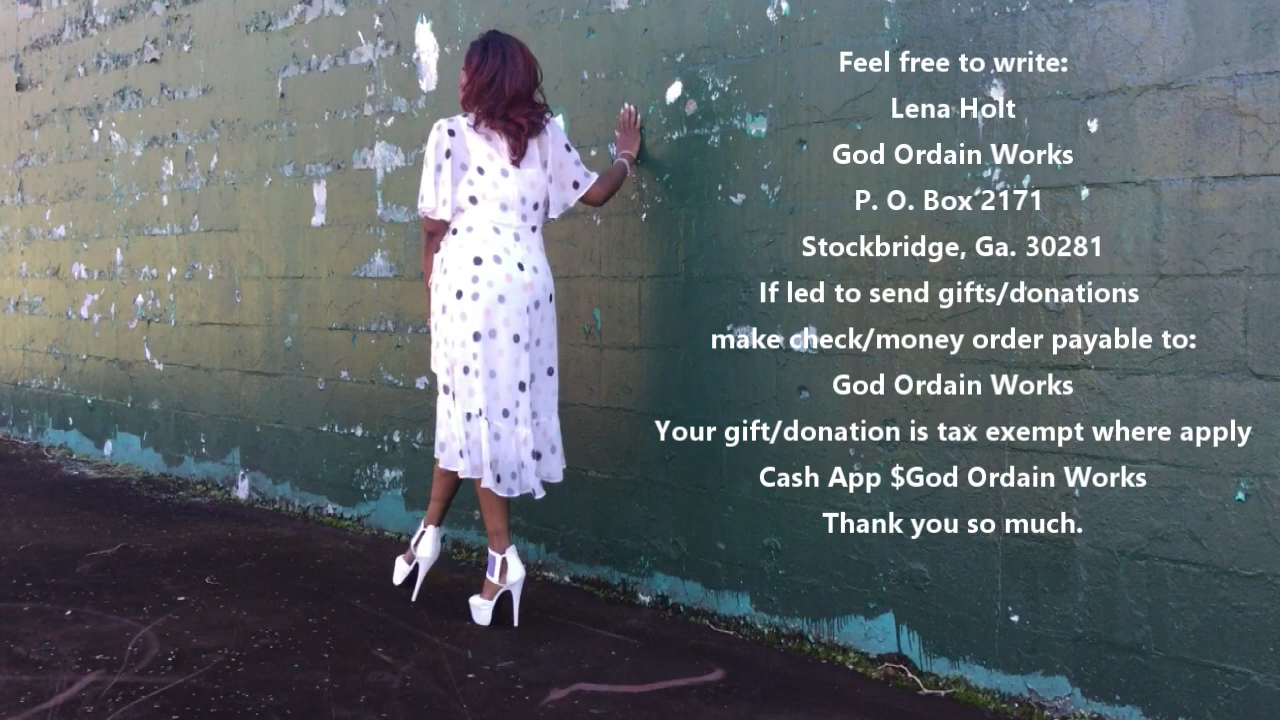 Feel free to write:
Lena Holt
God Ordain Works
P. O. Box 2171
Stockbridge, Ga. 30281
If led to send gifts/donations
make check/money order payable to:
God Ordain Works
Your gift/donation is tax exempt where apply
Cash App $God Ordain Works
Thank you so much.